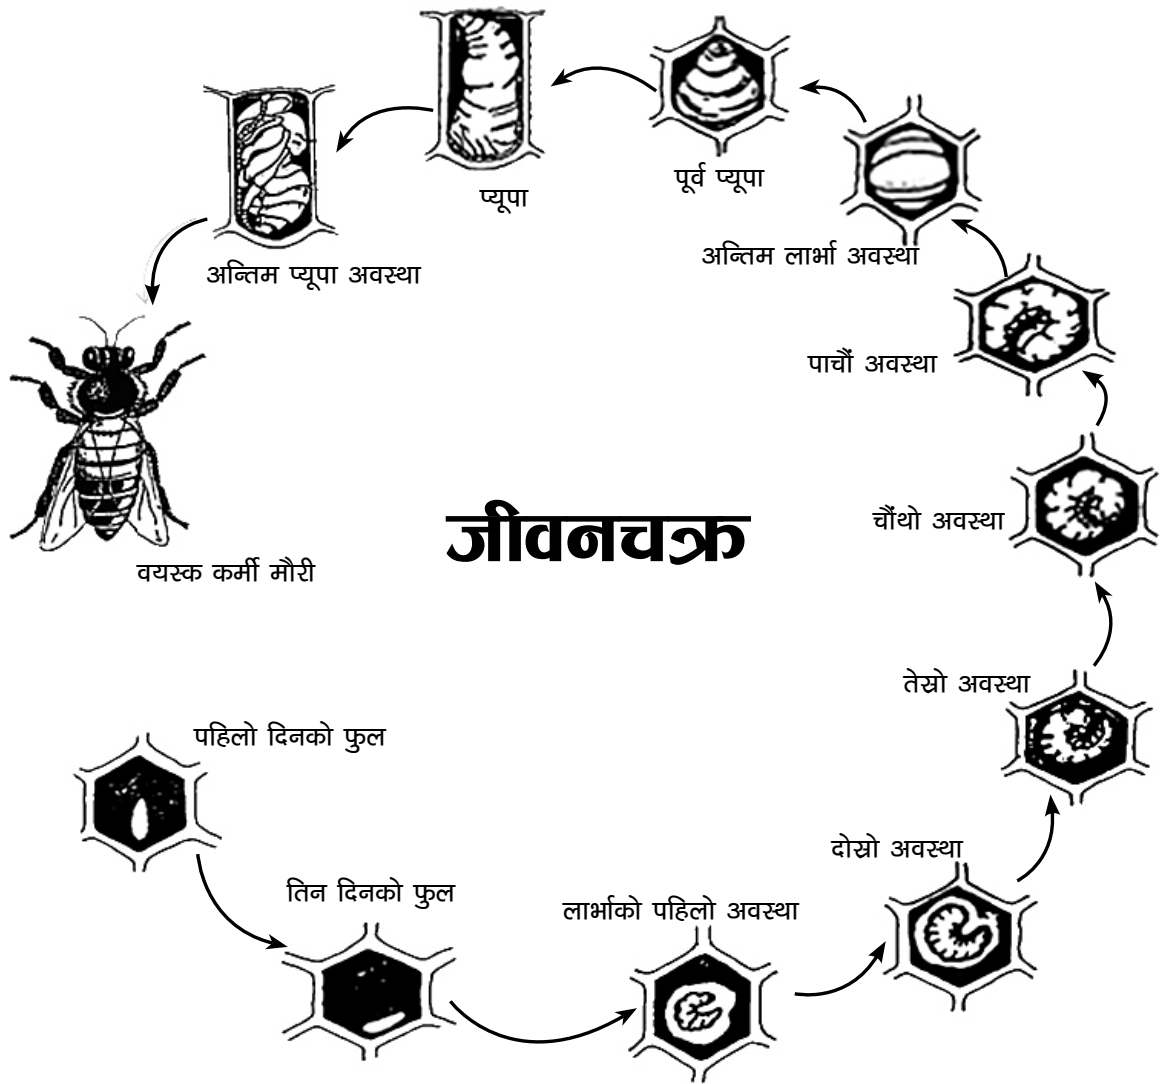 प्यूपा
पूर्व प्यूपा
अन्तिम लार्भा अवस्था
अन्तिम प्यूपा अवस्था
पाचौं अवस्था
चौंथो अवस्था
जीवनचक्र
वयस्क कर्मी मौरी
तेस्रो अवस्था
पहिलो दिनको फुल
दोस्रो अवस्था
तिन दिनको फुल
लार्भाको पहिलो अवस्था